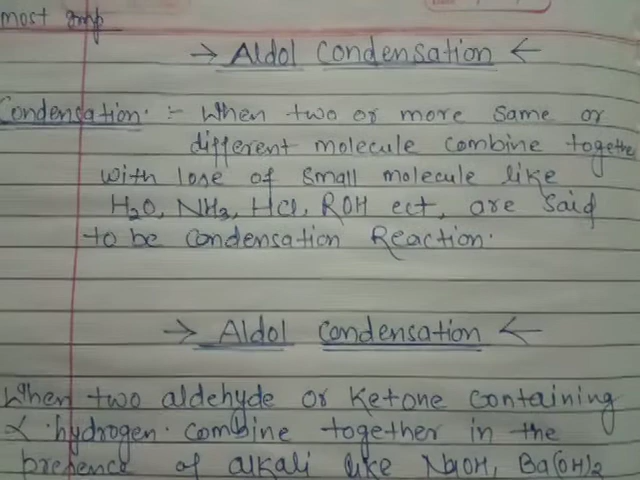 most imp
→ Aldol Condensation ←
Condensation :- When two or more same or
different molecule combine togethe
with lose of small molecule like
H₂O, NH₃, HCl, ROH ect, are said
to be Condensation Reaction.
→ Aldol Condensation ←
When two aldehyde or Ketone containing
α hydrogen combine together in the
presence of alkali like NaOH, Ba(OH)₂